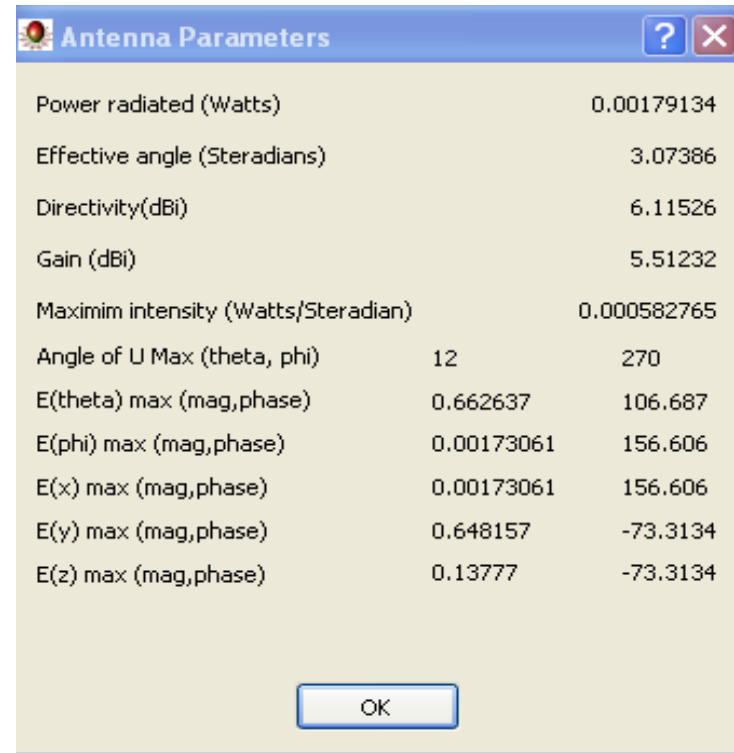 Antenna Parameters
Power radiated (Watts) 0.00179134
Effective angle (Steradians) 3.07386
Directivity(dBi) 6.11526
Gain (dBi) 5.51232
Maximim intensity (Watts/Steradian) 0.000582765
Angle of U Max (theta, phi) 12 270
E(theta) max (mag,phase) 0.662637 106.687
E(phi) max (mag,phase) 0.00173061 156.606
E(x) max (mag,phase) 0.00173061 156.606
E(y) max (mag,phase) 0.648157 -73.3134
E(z) max (mag,phase) 0.13777 -73.3134
OK